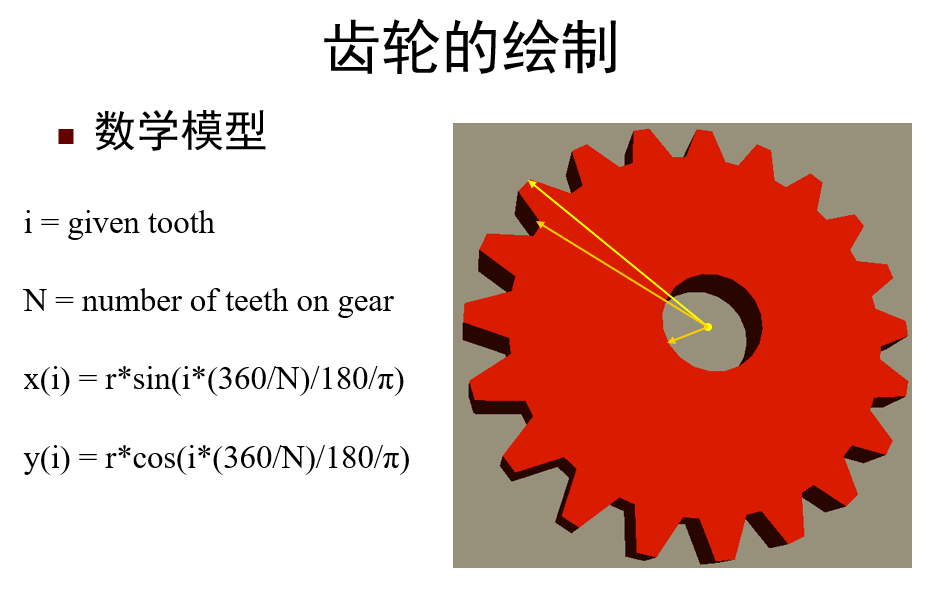 齿轮的绘制
数学模型
i = given tooth
N = number of teeth on gear
x(i) = r*sin(i*(360/N)/180/π)
y(i) = r*cos(i*(360/N)/180/π)